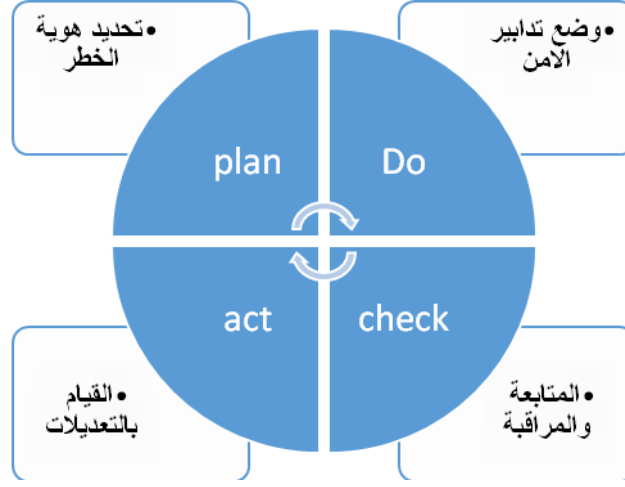 •تحديد هوية
الخطر
•وضع تدابير
الامن
plan
Do
act
check
•القيام
بالتعديلات
•المتابعة
والمراقبة